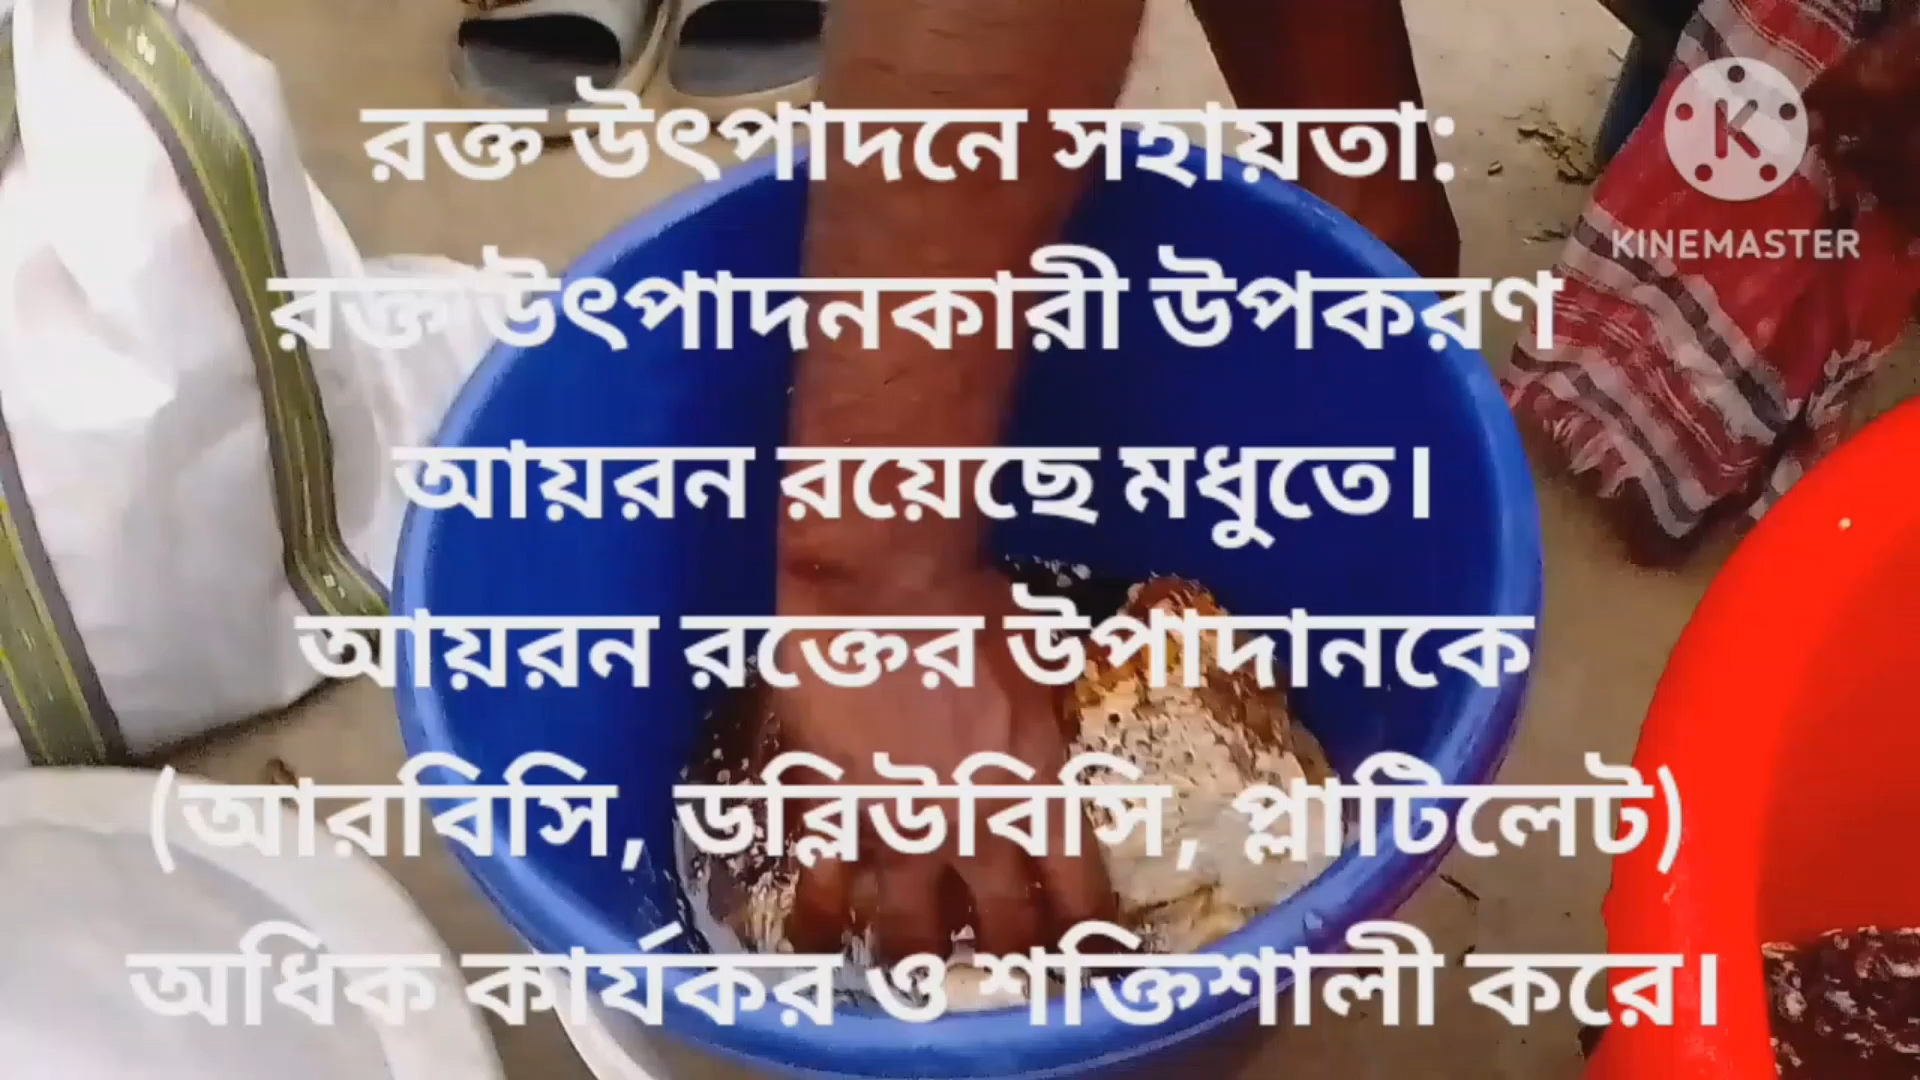 রক্ত উৎপাদনে সহায়তা:
KINEMASTER
রক্ত উৎপাদনকারী উপকরণ
আয়রন রয়েছে মধুতে।
আয়রন রক্তের উপাদানকে
(আরবিসি, ডব্লিউবিসি, প্লাটিলেট)
অধিক কার্যকর ও শক্তিশালী করে।